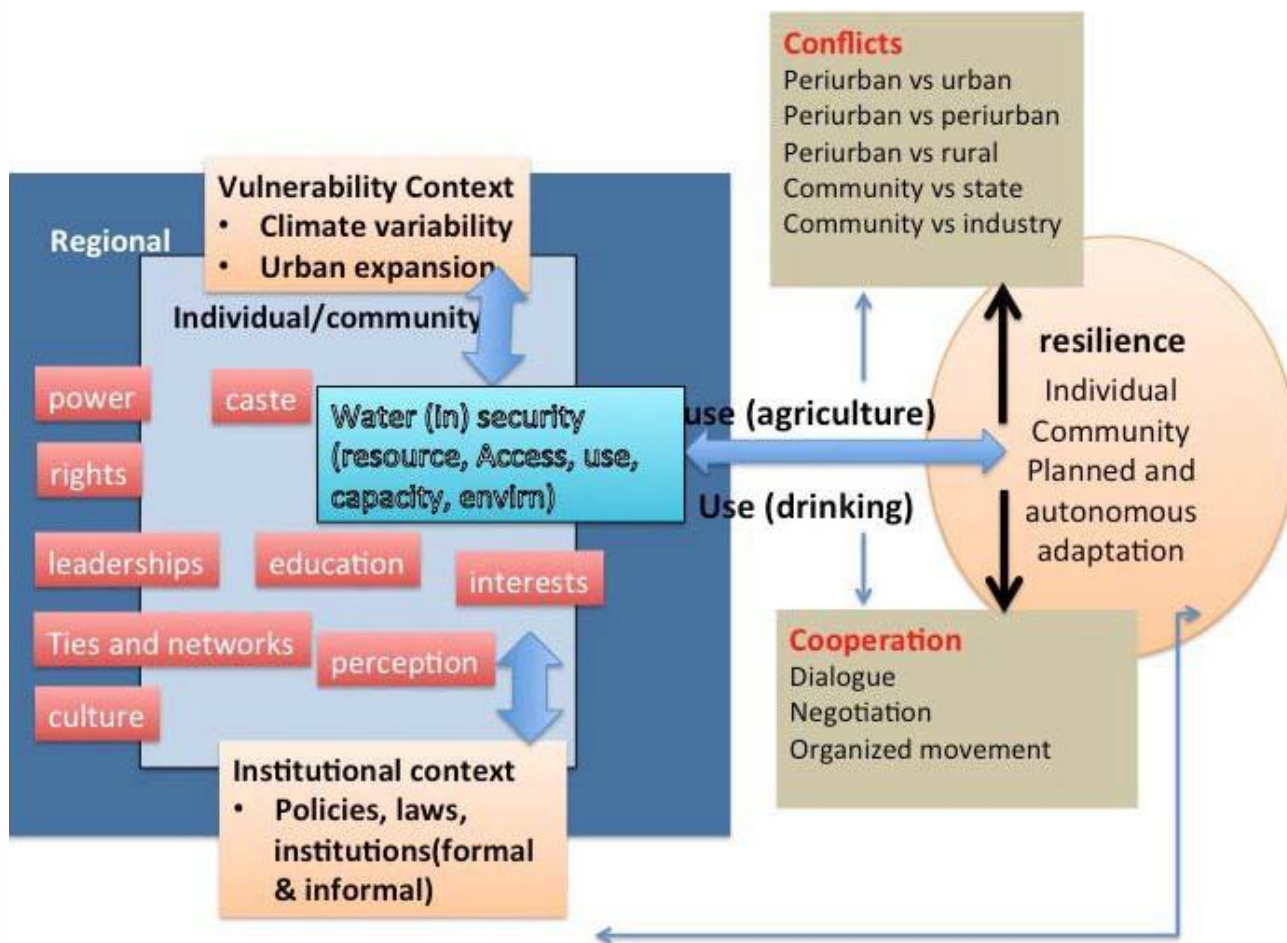 Conflicts
Periurban vs urban
Periurban vs periurban
Periurban vs rural
Community vs state
Community vs industry
Vulnerability Context
• Climate variability
• Urban expansion
Regional
Individual/community
power
caste
rights
Water (in) security
(resource, Access, use,
capacity, envirn)
use (agriculture)
Use (drinking)
resilience
Individual
Community
Planned and
autonomous
adaptation
leaderships
education
interests
Ties and networks
perception
culture
Cooperation
Dialogue
Negotiation
Organized movement
Institutional context
• Policies, laws,
institutions(formal
& informal)